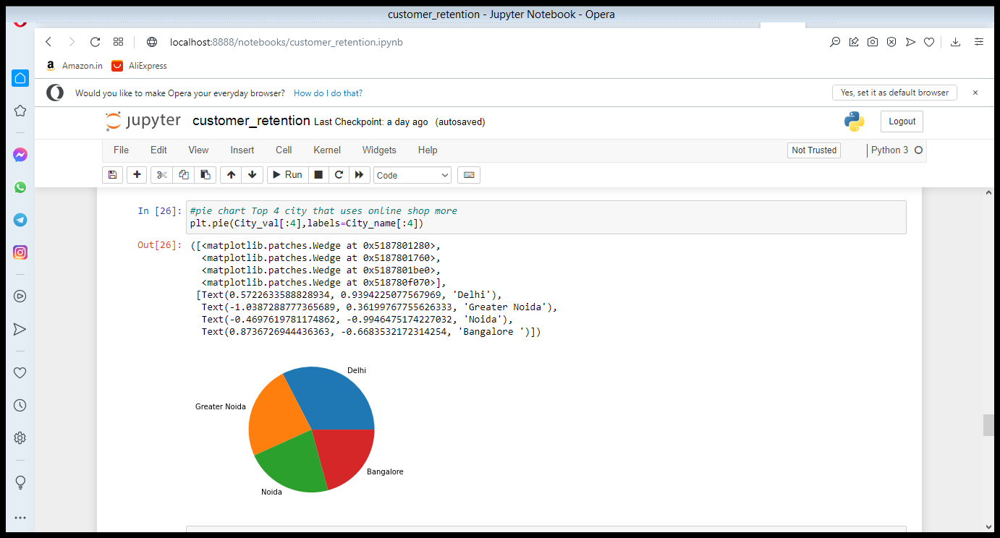 customer_retention - Jupyter Notebook - Opera
localhost:8888/notebooks/customer_retention.ipynb
Amazon.in AliExpress
Would you like to make Opera your everyday browser? How do I do that? Yes, set it as default browser
jupyter customer_retention Last Checkpoint: a day ago (autosaved) Logout
File Edit View Insert Cell Kernel Widgets Help Not Trusted Python 3
Run Code
In [26]: #pie chart Top 4 city that uses online shop more
plt.pie(City_val[:4],labels=City_name[:4])
Out[26]: ([<matplotlib.patches.Wedge at 0x5187801280>,
<matplotlib.patches.Wedge at 0x5187801760>,
<matplotlib.patches.Wedge at 0x5187801be0>,
<matplotlib.patches.Wedge at 0x518780f070>],
[Text(0.5722633588828934, 0.9394225077567969, 'Delhi'),
Text(-1.0387288777365689, 0.36199767755626333, 'Greater Noida'),
Text(-0.4697619781174862, -0.9946475174227032, 'Noida'),
Text(0.8736726944436363, -0.6683532172314254, 'Bangalore ')])
Delhi
Greater Noida
Bangalore
Noida